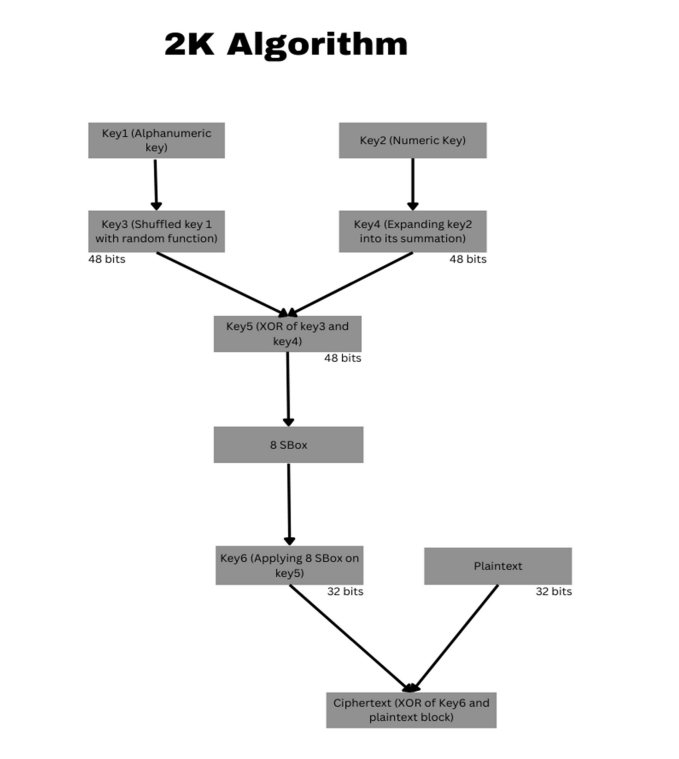 2K Algorithm
Key1 (Alphanumeric
key)
Key2 (Numeric Key)
Key3 (Shuffled key 1
with random function)
48 bits
Key4 (Expanding key2
into its summation)
48 bits
Key5 (XOR of key3 and
key4)
48 bits
8 SBox
Key6 (Applying 8 SBox on
key5)
32 bits
Plaintext
32 bits
Ciphertext (XOR of Key6 and
plaintext block)